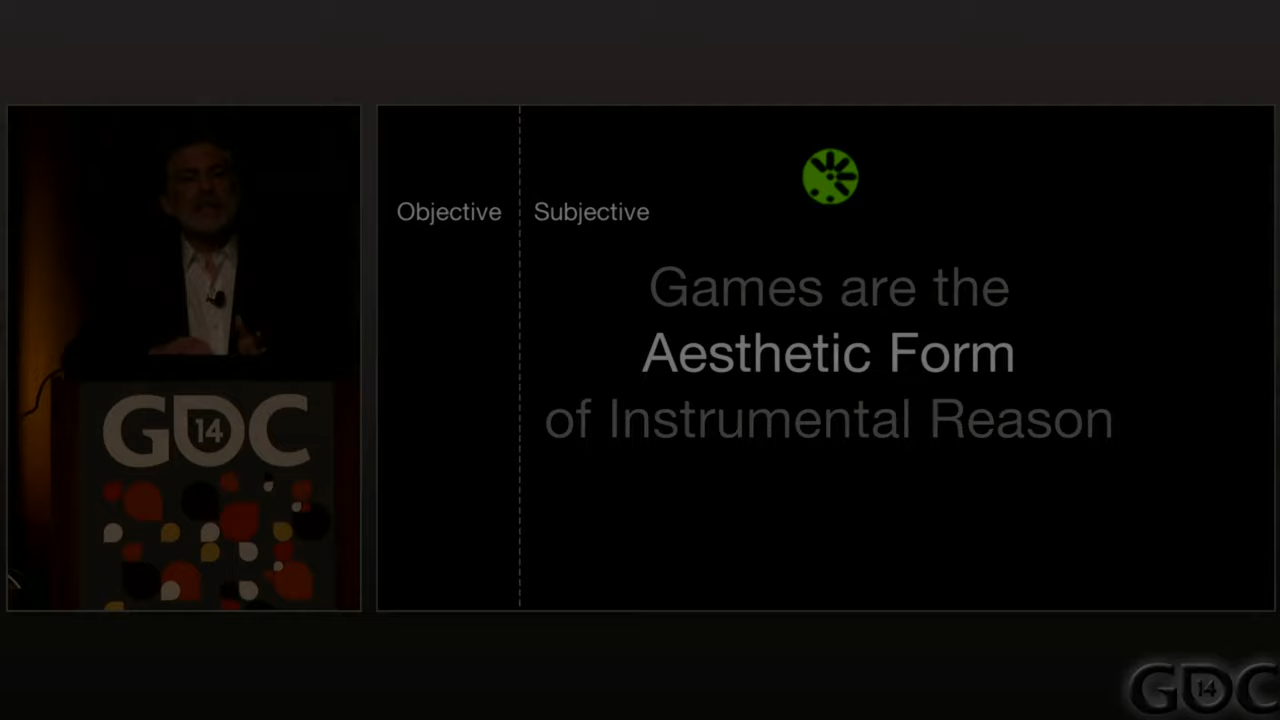 GDC
14
Objective
Subjective
Games are the
Aesthetic Form
of Instrumental Reason
GDC
14